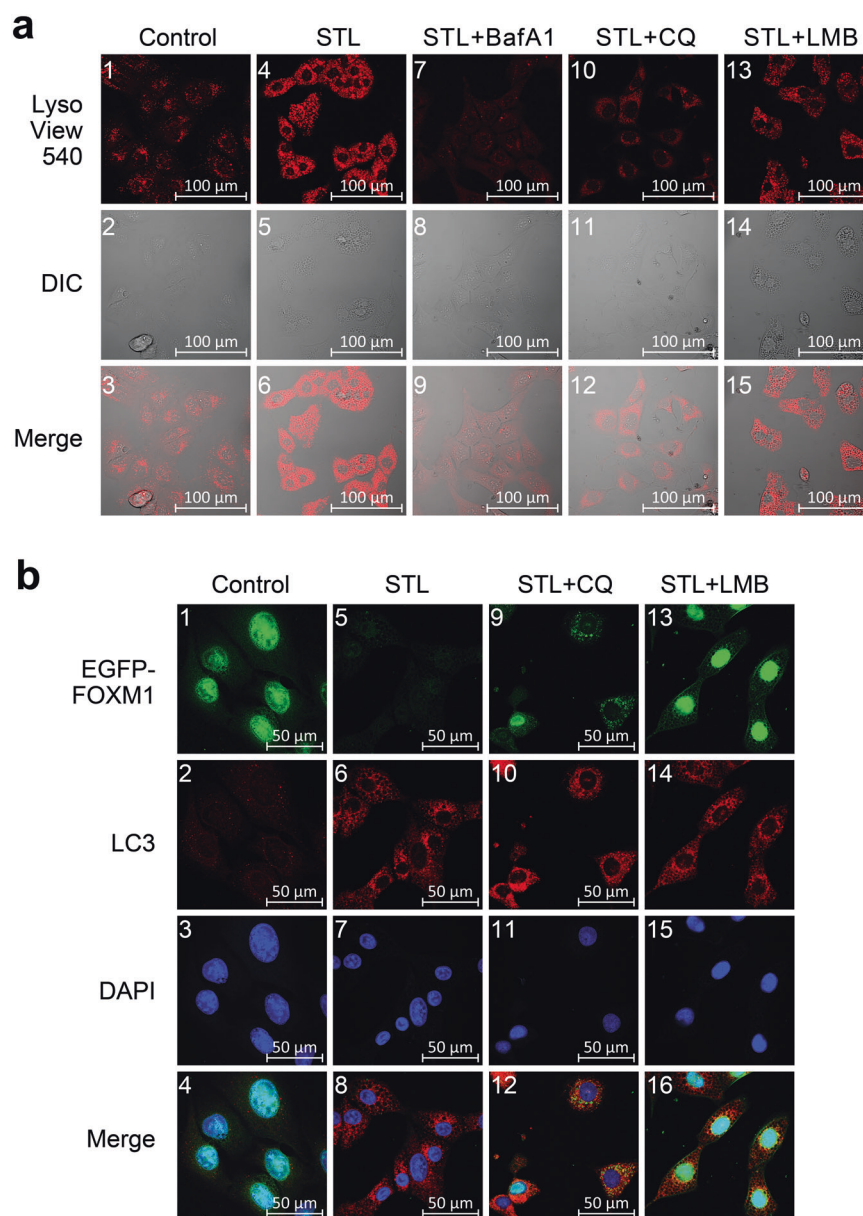 a
Control STL STL+BafA1 STL+CQ STL+LMB
Lyso
View
540
1 4 7 10 13
100 µm 100 µm 100 µm 100 µm 100 µm
DIC
2 5 8 11 14
100 µm 100 µm 100 µm 100 µm 100 µm
Merge
3 6 9 12 15
100 µm 100 µm 100 µm 100 µm 100 µm
b
Control STL STL+CQ STL+LMB
EGFP-
FOXM1
1 5 9 13
50 µm 50 µm 50 µm 50 µm
LC3
2 6 10 14
50 µm 50 µm 50 µm 50 µm
DAPI
3 7 11 15
50 µm 50 µm 50 µm 50 µm
Merge
4 8 12 16
50 µm 50 µm 50 µm 50 µm